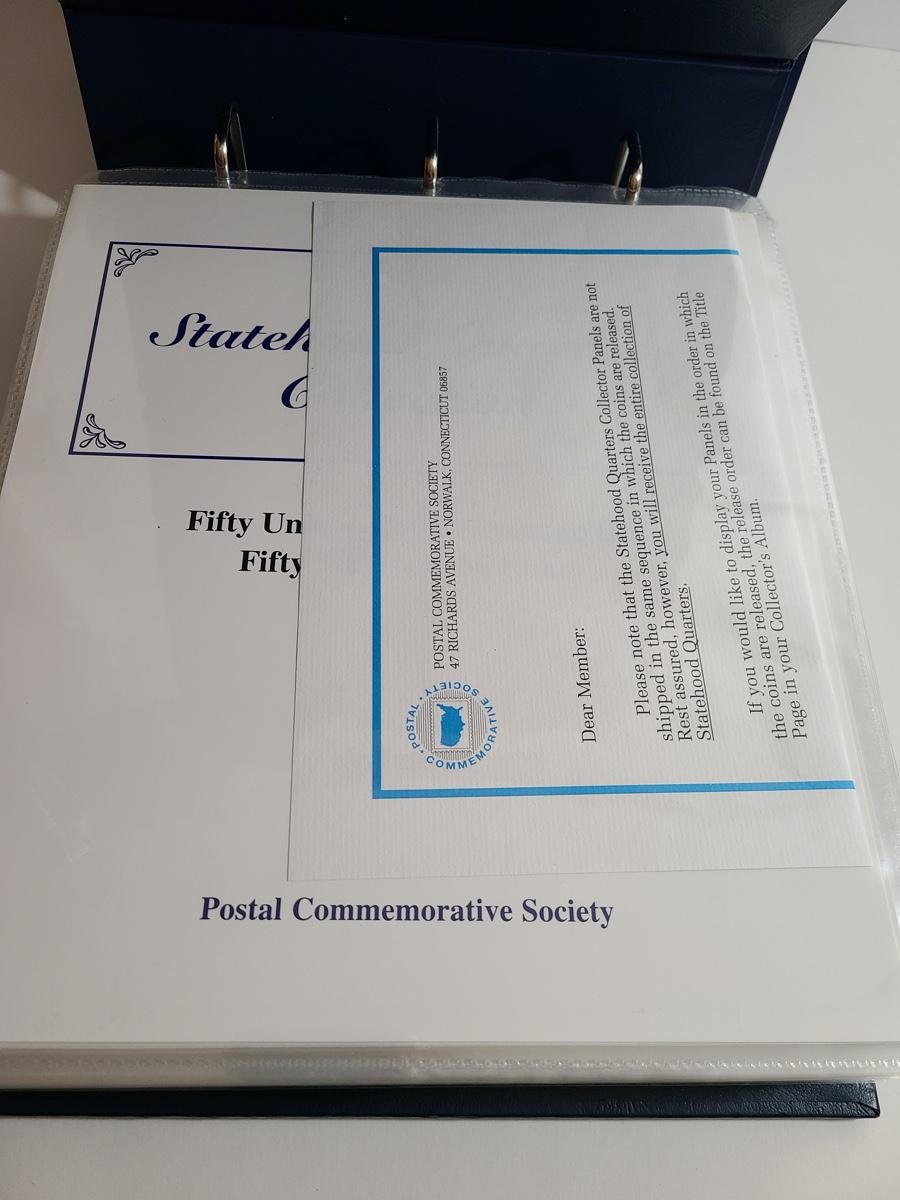 Stateh
Fifty Un
Fifty
Postal Commemorative Society
POSTAL COMMEMORATIVE SOCIETY
POSTAL COMMEMORATIVE SOCIETY
47 RICHARDS AVENUE • NORWALK, CONNECTICUT 06857
Dear Member:
Please note that the Statehood Quarters Collector Panels are not
shipped in the same sequence in which the coins are released.
Rest assured, however, you will receive the entire collection of
Statehood Quarters.
If you would like to display your Panels in the order in which
the coins are released, the release order can be found on the Title
Page in your Collector's Album.